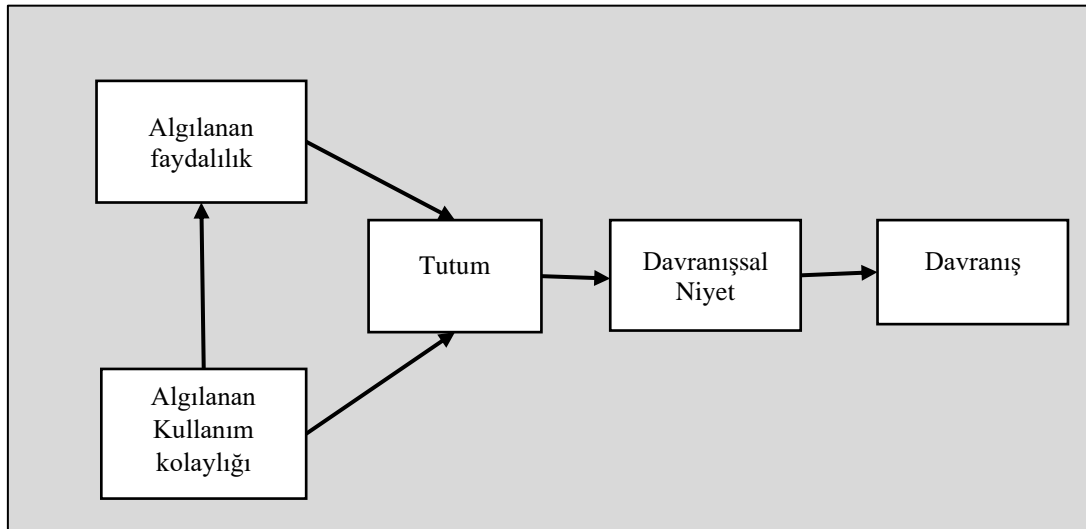 Algılanan
faydalılık
Tutum
Davranışsal
Niyet
Davranış
Algılanan
Kullanım
kolaylığı